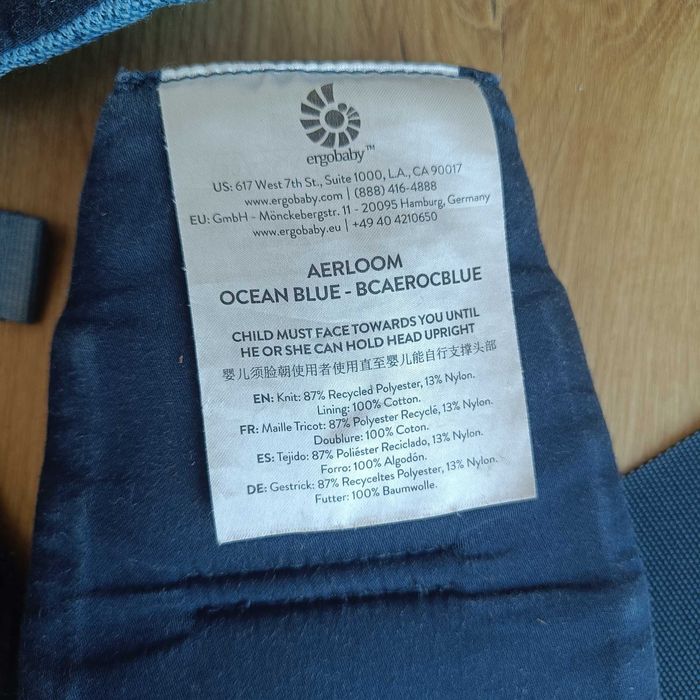 ergobaby™
US: 617 West 7th St., Suite 1000, L.A., CA 90017
www.ergobaby.com | (888) 416-4888
EU: GmbH - Mönckebergstr. 11 - 20095 Hamburg, Germany
www.ergobaby.eu | +49 40 4210650
AERLOOM
OCEAN BLUE - BCAEROCBLUE
CHILD MUST FACE TOWARDS YOU UNTIL
HE OR SHE CAN HOLD HEAD UPRIGHT
婴儿须脸朝使用者使用直至婴儿能自行支撑头部
EN: Knit: 87% Recycled Polyester, 13% Nylon.
Lining: 100% Cotton.
FR: Maille Tricot: 87% Polyester Recyclé, 13% Nylon.
Doublure: 100% Coton.
ES: Tejido: 87% Poliéster Reciclado, 13% Nylon.
Forro: 100% Algodón.
DE: Gestrick: 87% Recyceltes Polyester, 13% Nylon.
Futter: 100% Baumwolle.